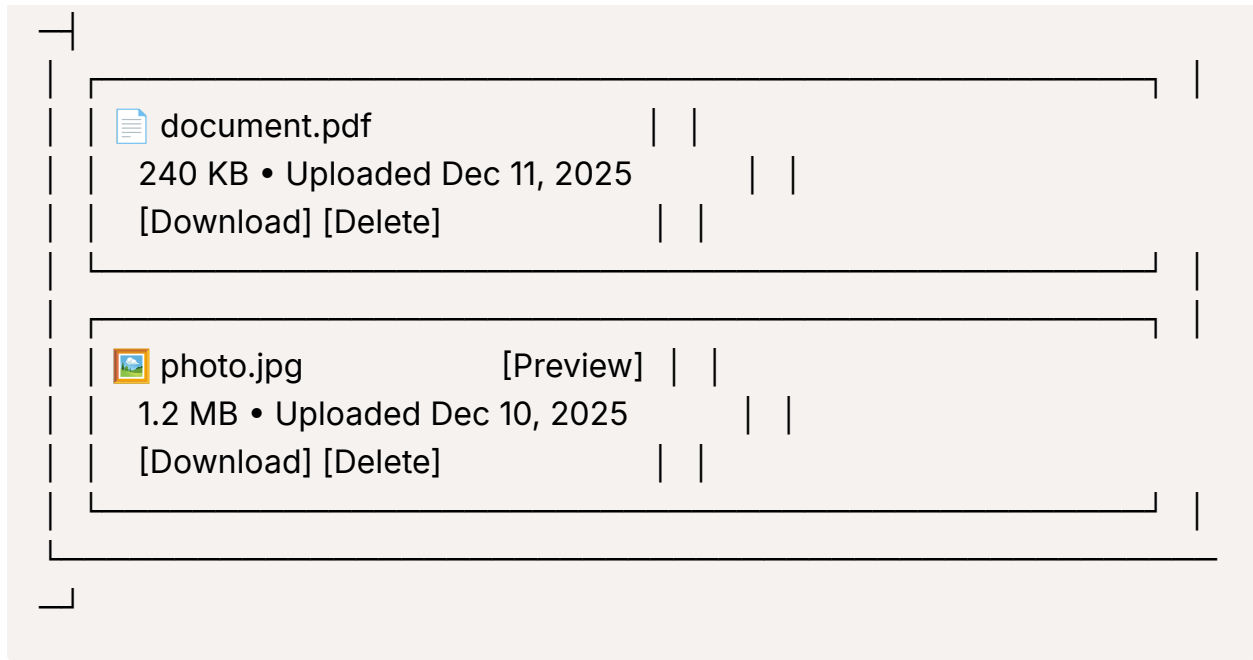 📄 document.pdf
240 KB • Uploaded Dec 11, 2025
[Download] [Delete]
🖼️ photo.jpg [Preview]
1.2 MB • Uploaded Dec 10, 2025
[Download] [Delete]